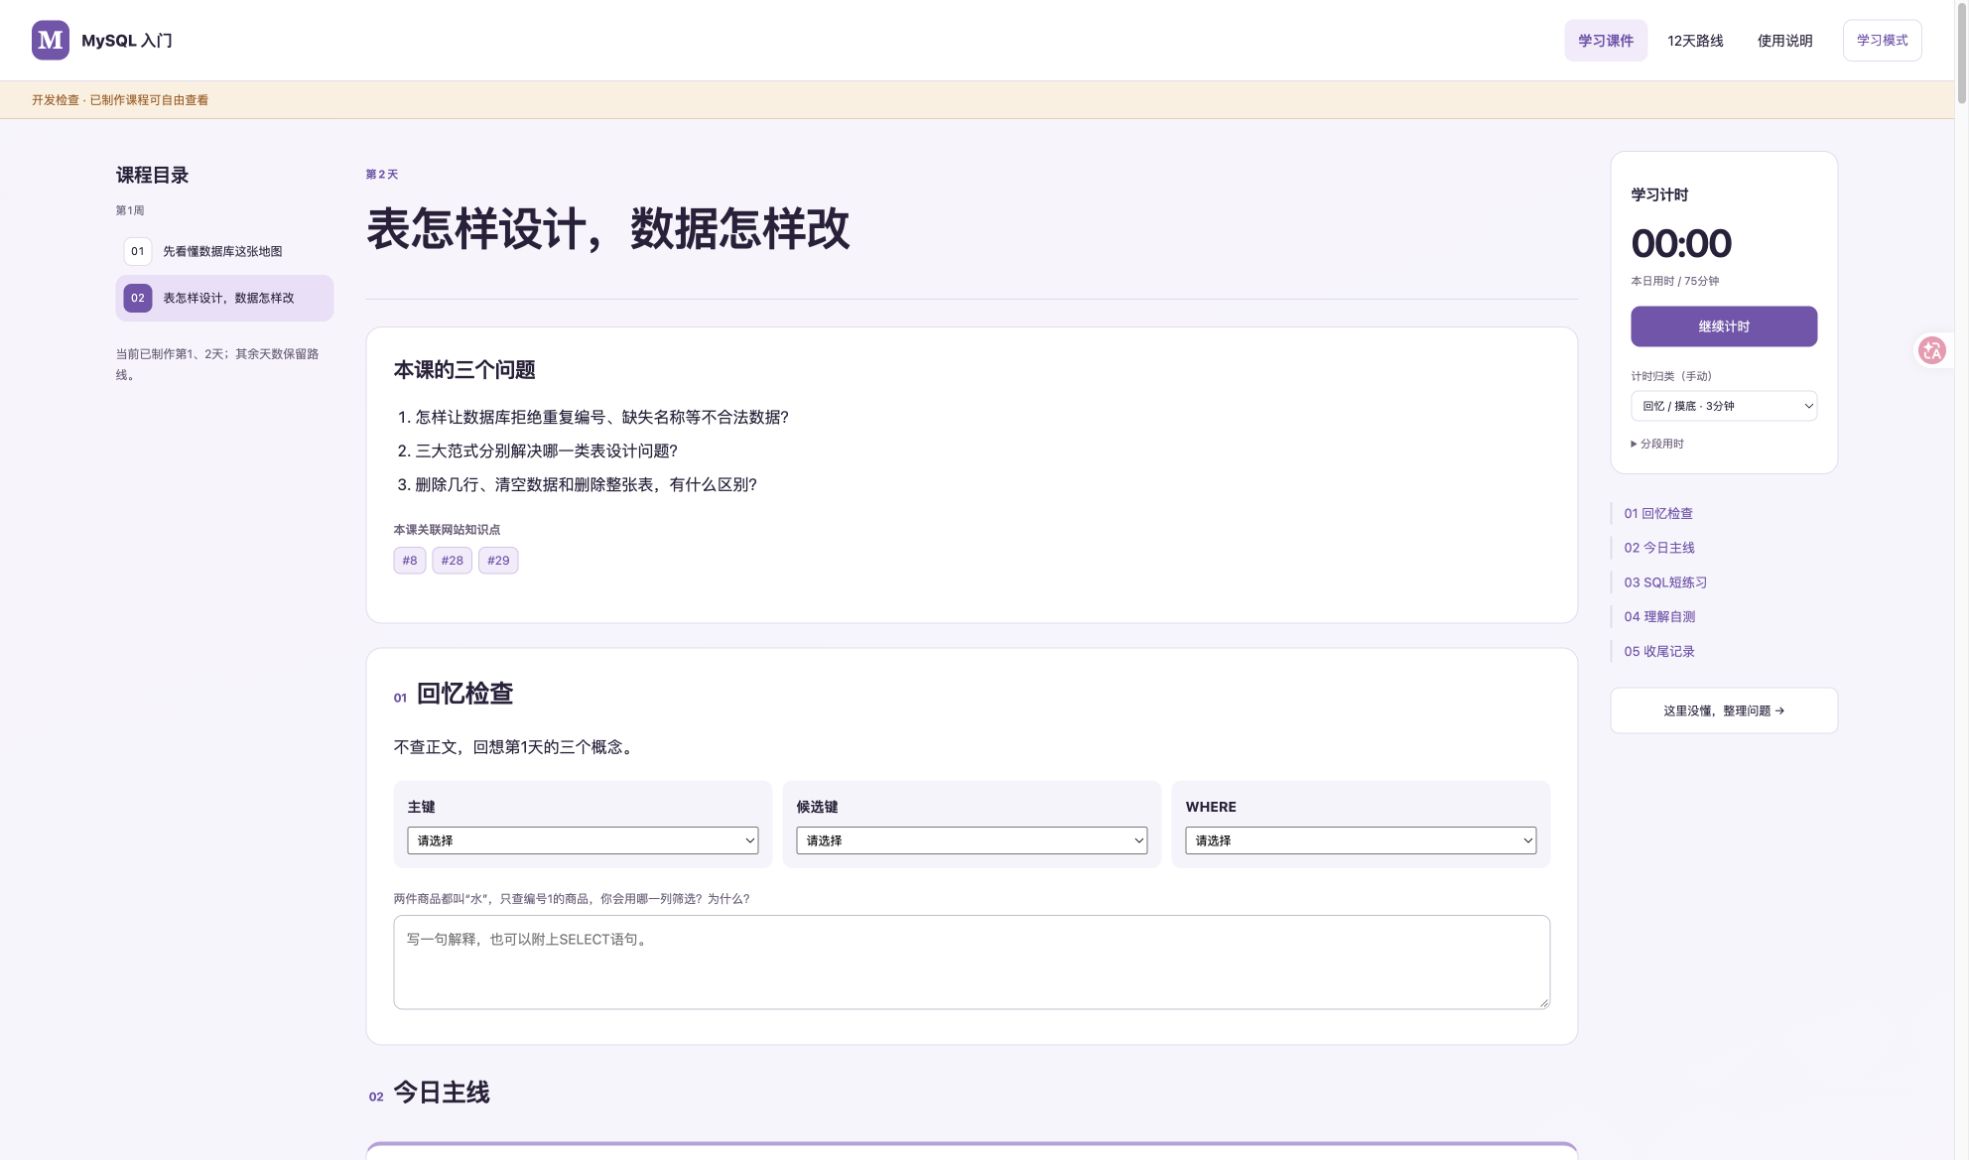 M MySQL 入门
学习课件 12天路线 使用说明 学习模式
开发检查 · 已制作课程可自由查看
课程目录
第1周
01 先看懂数据库这张地图
02 表怎样设计，数据怎样改
当前已制作第1、2天；其余天数保留路
线。
第2天
表怎样设计，数据怎样改
本课的三个问题
1. 怎样让数据库拒绝重复编号、缺失名称等不合法数据？
2. 三大范式分别解决哪一类表设计问题？
3. 删除几行、清空数据和删除整张表，有什么区别？
本课关联网站知识点
#8 #28 #29
01 回忆检查
不查正文，回想第1天的三个概念。
主键
请选择
候选键
请选择
WHERE
请选择
两件商品都叫“水”，只查编号1的商品，你会用哪一列筛选？为什么？
写一句解释，也可以附上SELECT语句。
02 今日主线
学习计时
00:00
本日用时 / 75分钟
继续计时
计时归类（手动）
回忆 / 摸底 · 3分钟
▸ 分段用时
01 回忆检查
02 今日主线
03 SQL短练习
04 理解自测
05 收尾记录
这里没懂，整理问题 →
A